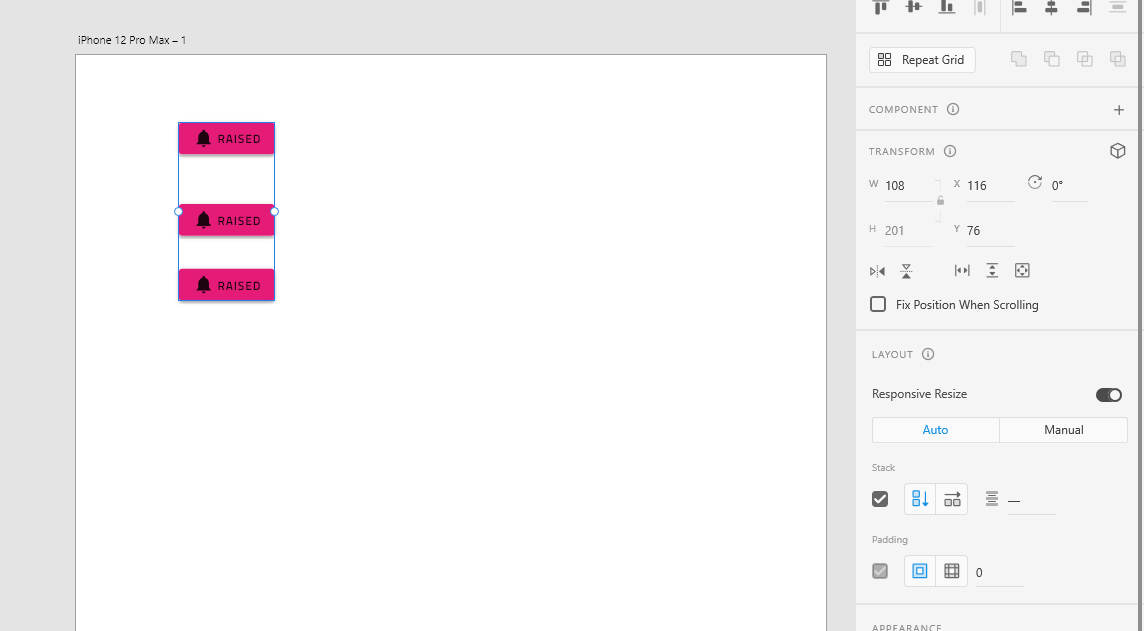 iPhone 12 Pro Max – 1
RAISED
RAISED
RAISED
Repeat Grid
COMPONENT
TRANSFORM
W 108 X 116 0°
H 201 Y 76
Fix Position When Scrolling
LAYOUT
Responsive Resize
Auto Manual
Stack
—
Padding
0
APPEARANCE